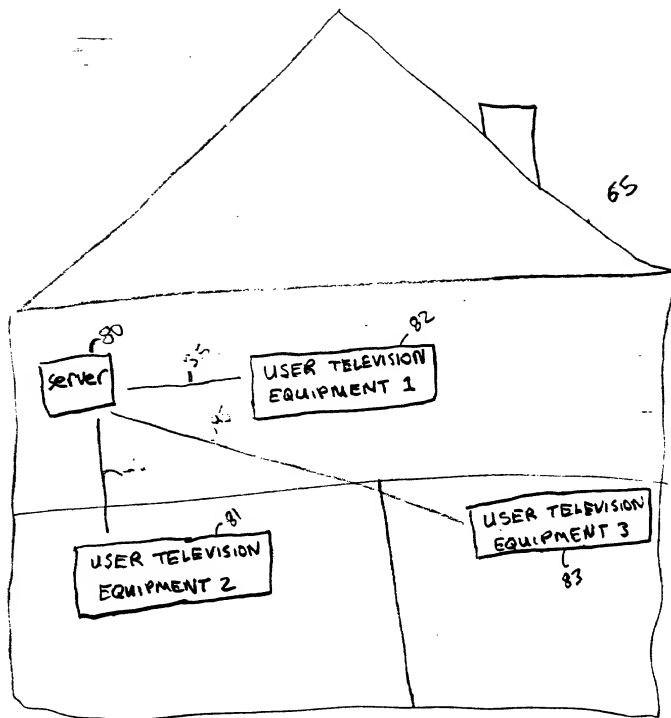 65
80
82
server
USER TELEVISION
EQUIPMENT 1
81
USER TELEVISION
EQUIPMENT 2
USER TELEVISION
EQUIPMENT 3
83